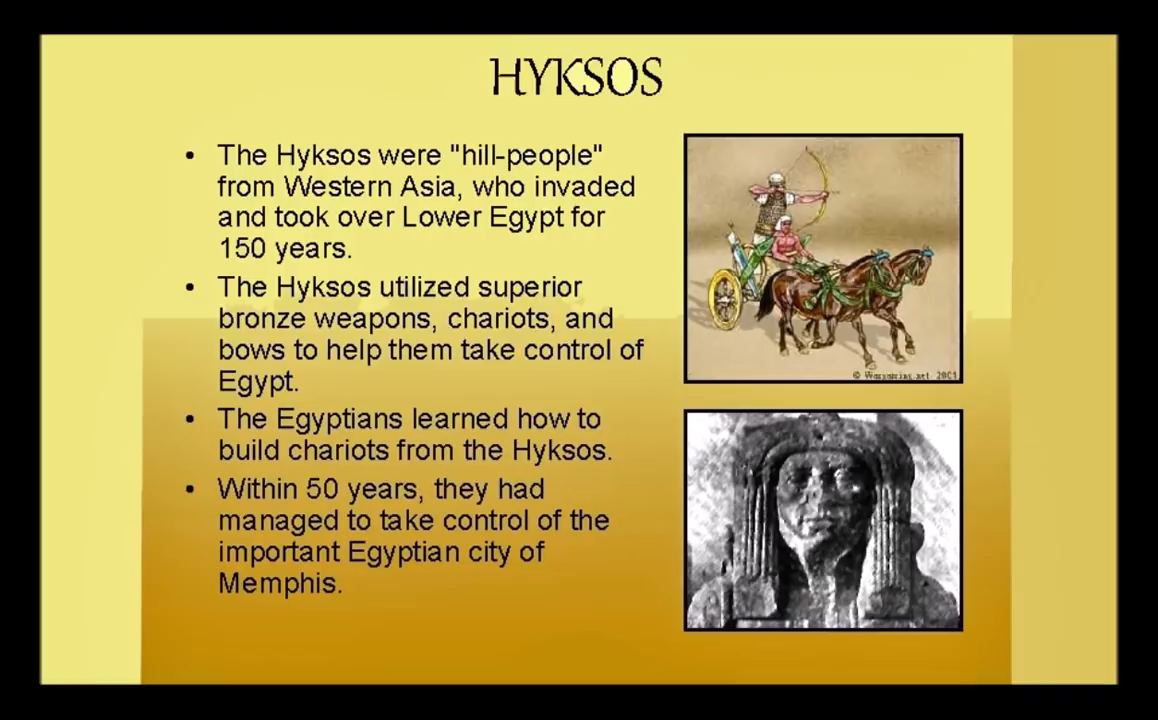 HYKSOS
• The Hyksos were "hill-people"
from Western Asia, who invaded
and took over Lower Egypt for
150 years.
• The Hyksos utilized superior
bronze weapons, chariots, and
bows to help them take control of
Egypt.
• The Egyptians learned how to
build chariots from the Hyksos.
• Within 50 years, they had
managed to take control of the
important Egyptian city of
Memphis.
©